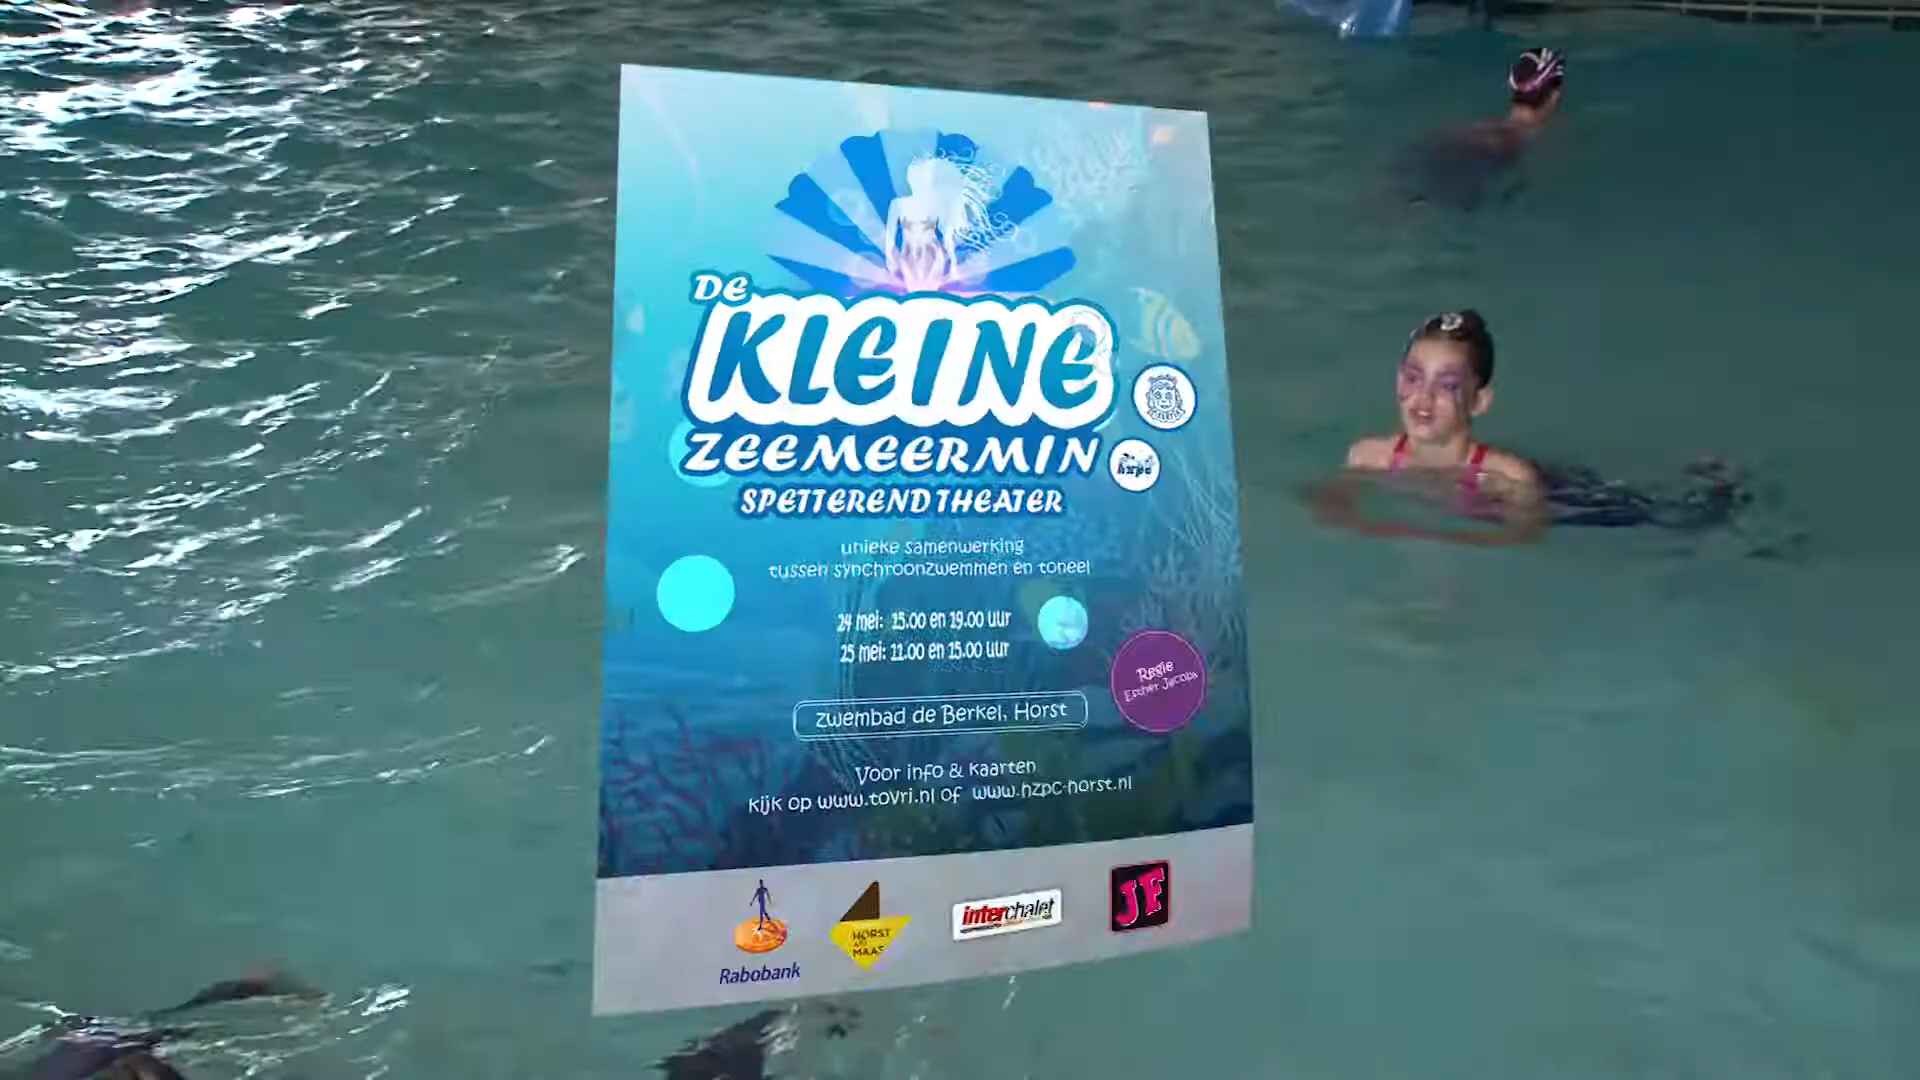 DE
KLEINE
ZEEMEERMIN
SPETTEREND THEATER
hzpc
unieke samenwerking
tussen synchroonzwemmen en toneel
24 mei: 15.00 en 19.00 uur
25 mei: 11.00 en 15.00 uur
Regie
Esther Jacobs
zwembad de Berkel, Horst
Voor info & kaarten
kijk op www.tovri.nl of www.hzpc-horst.nl
Rabobank
HORST
MAAS
interchalet
JF